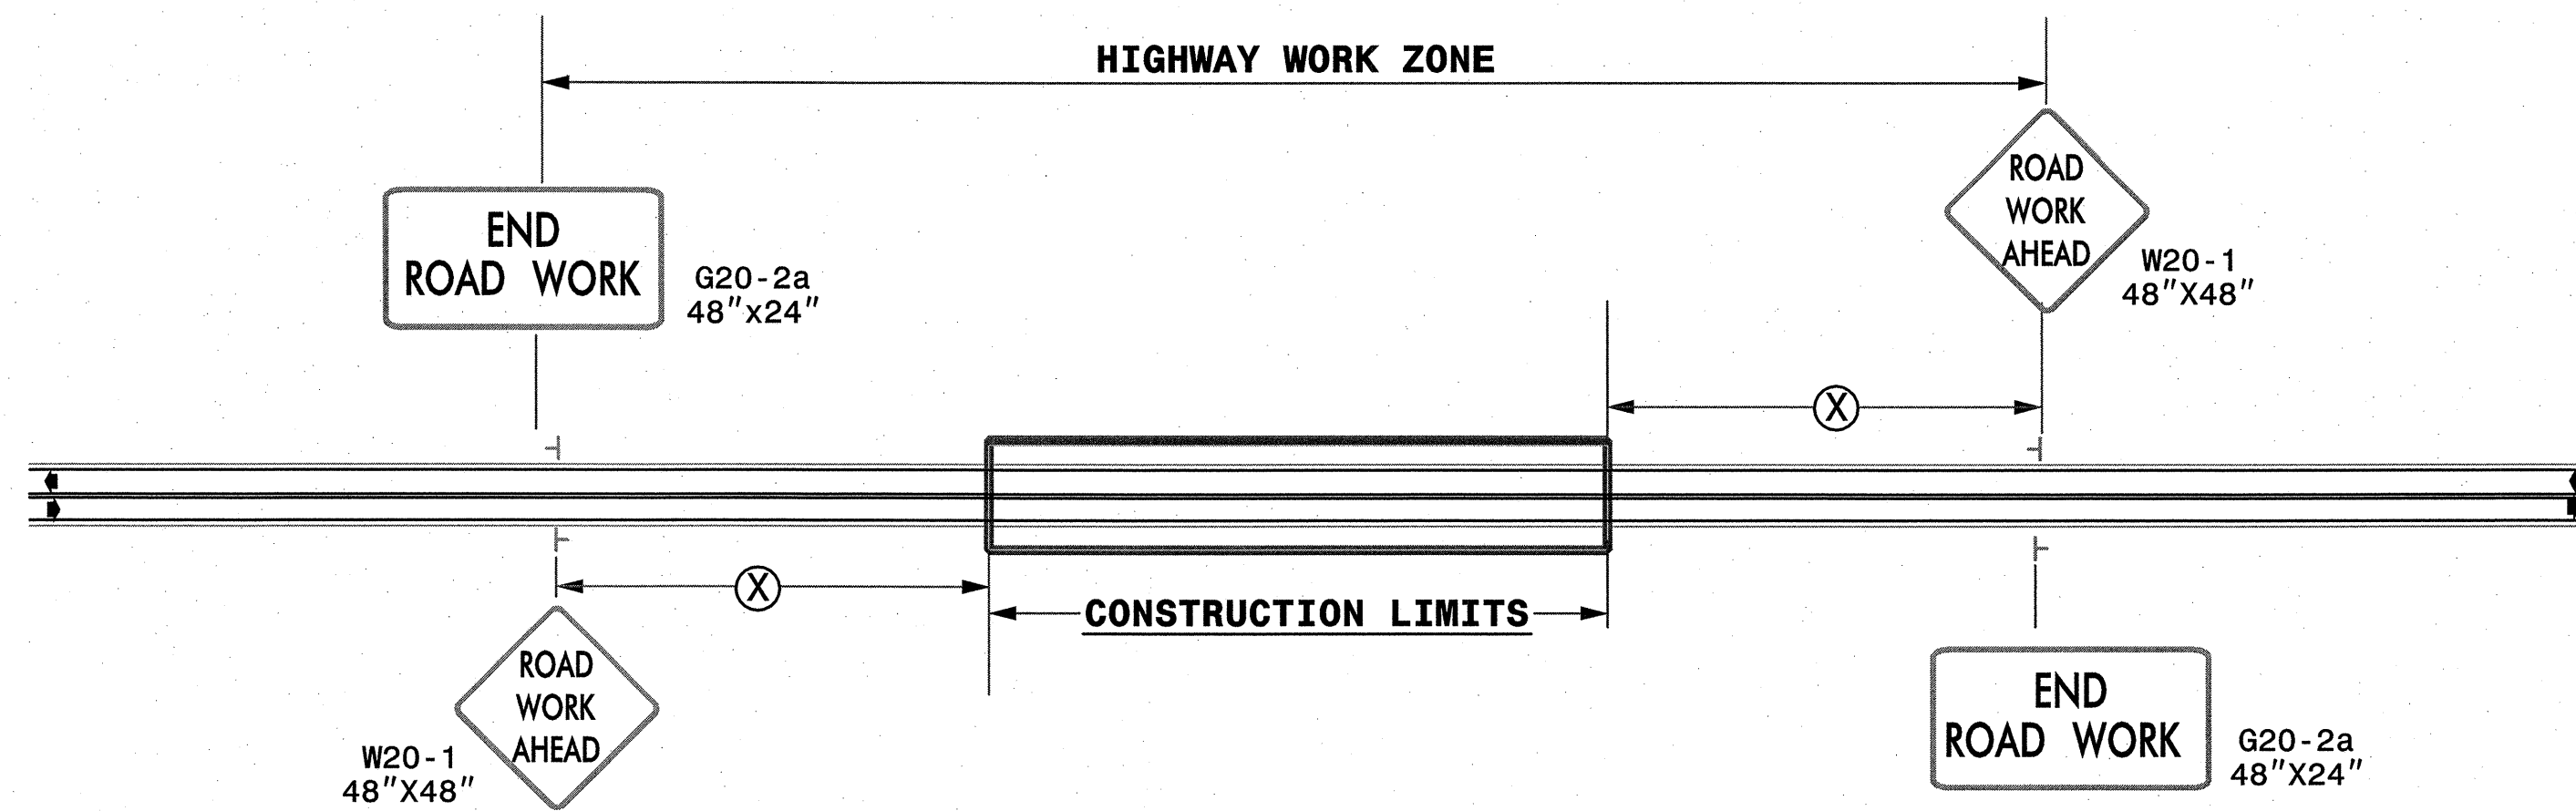 HIGHWAY WORK ZONE
END
ROAD WORK
G20-2a
48"x24"
ROAD
WORK
AHEAD
W20-1
48"X48"
X
X
CONSTRUCTION LIMITS
ROAD
WORK
AHEAD
W20-1
48"X48"
END
ROAD WORK
G20-2a
48"X24"